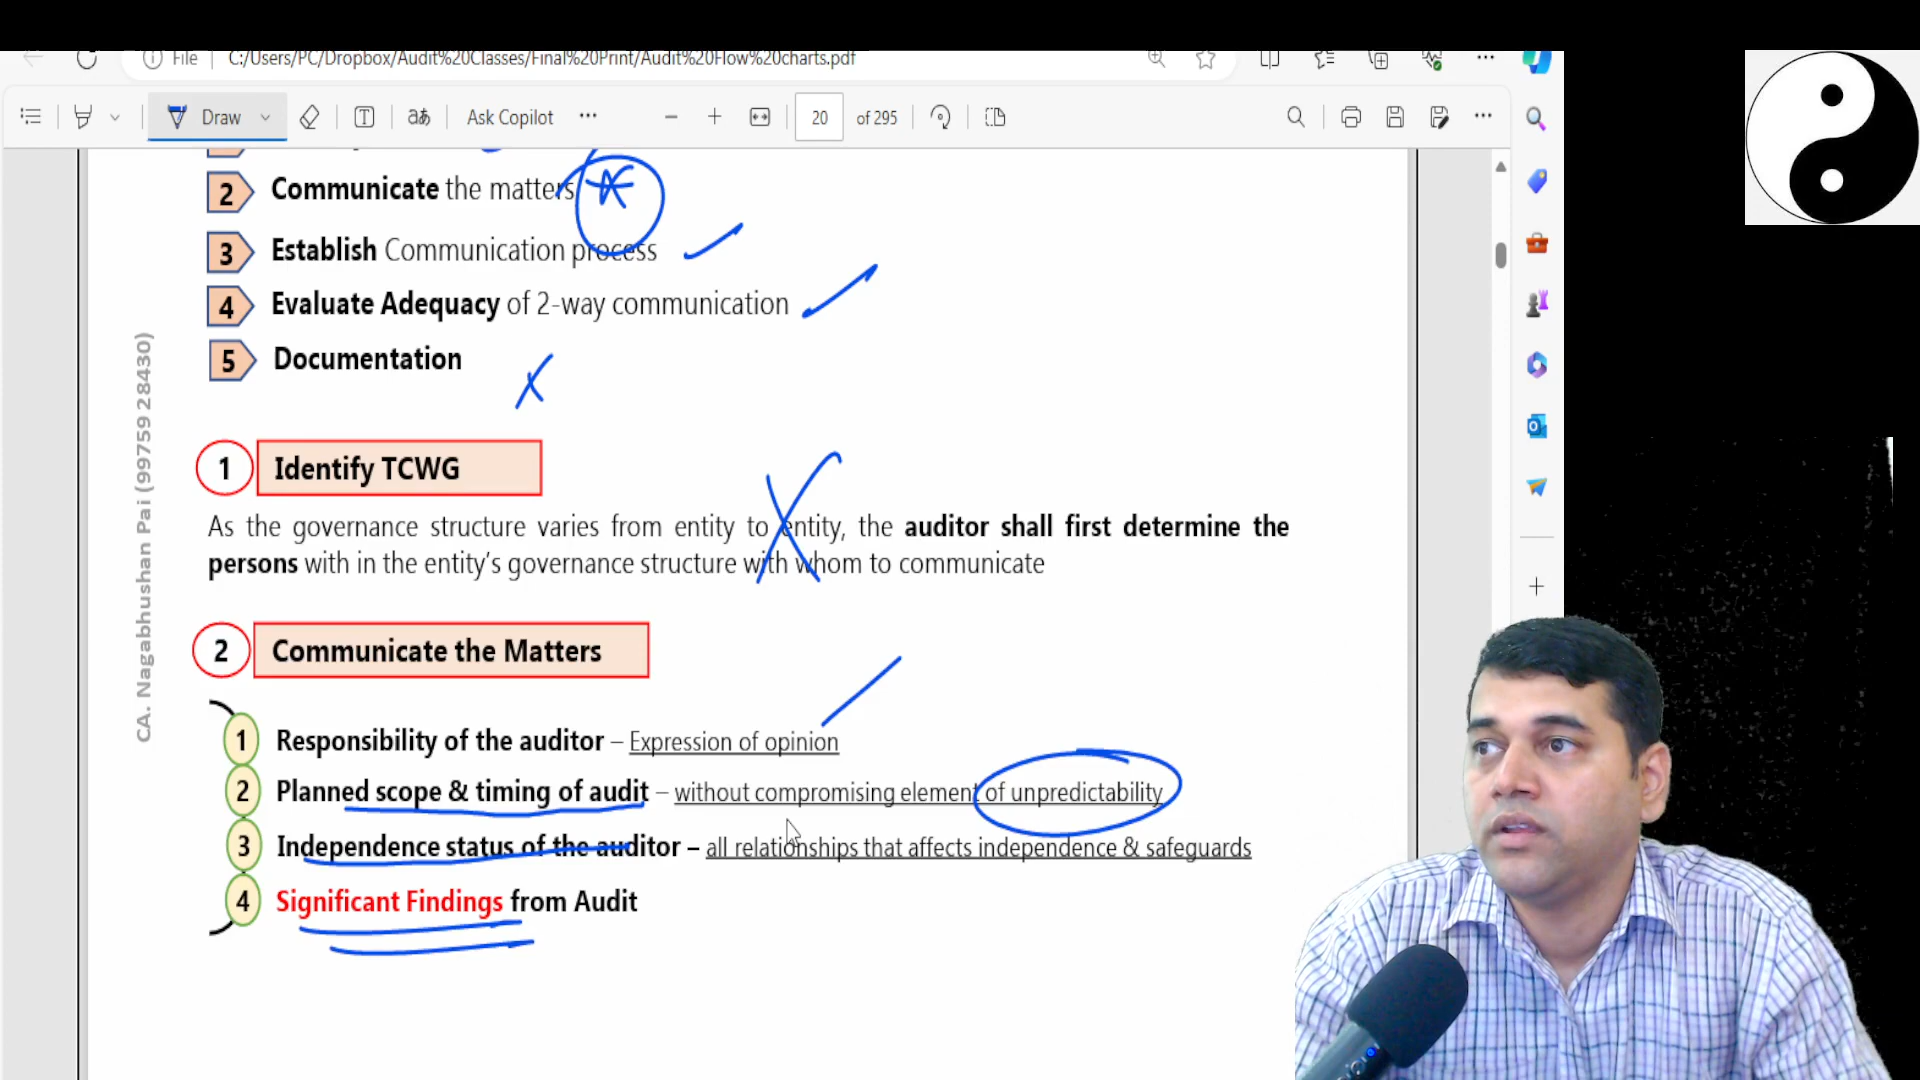 File
C:/Users/PC/Dropbox/Audit%20Classes/Final%20Print/Audit%20Flow%20charts.pdf
Draw
T
aあ
Ask Copilot
20
of 295
2 Communicate the matters
3 Establish Communication process
4 Evaluate Adequacy of 2-way communication
5 Documentation
CA. Nagabhushan Pai (99759 28430)
1 Identify TCWG
As the governance structure varies from entity to entity, the auditor shall first determine the
persons with in the entity's governance structure with whom to communicate
2 Communicate the Matters
1 Responsibility of the auditor – Expression of opinion
2 Planned scope & timing of audit – without compromising element of unpredictability
3 Independence status of the auditor – all relationships that affects independence & safeguards
4 Significant Findings from Audit